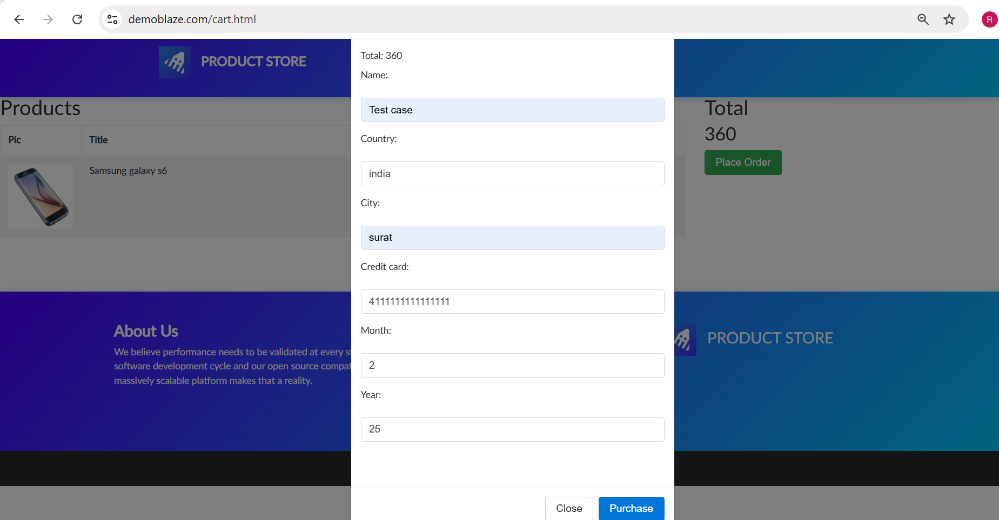 demoblaze.com/cart.html
R
PRODUCT STORE
Products
Pic
Title
Samsung galaxy s6
Total: 360
Name:
Test case
Country:
india
City:
surat
Credit card:
4111111111111111
Month:
2
Year:
25
Close
Purchase
Total
360
Place Order
About Us
We believe performance needs to be validated at every
software development cycle and our open source
massively scalable platform makes that a reality.
PRODUCT STORE